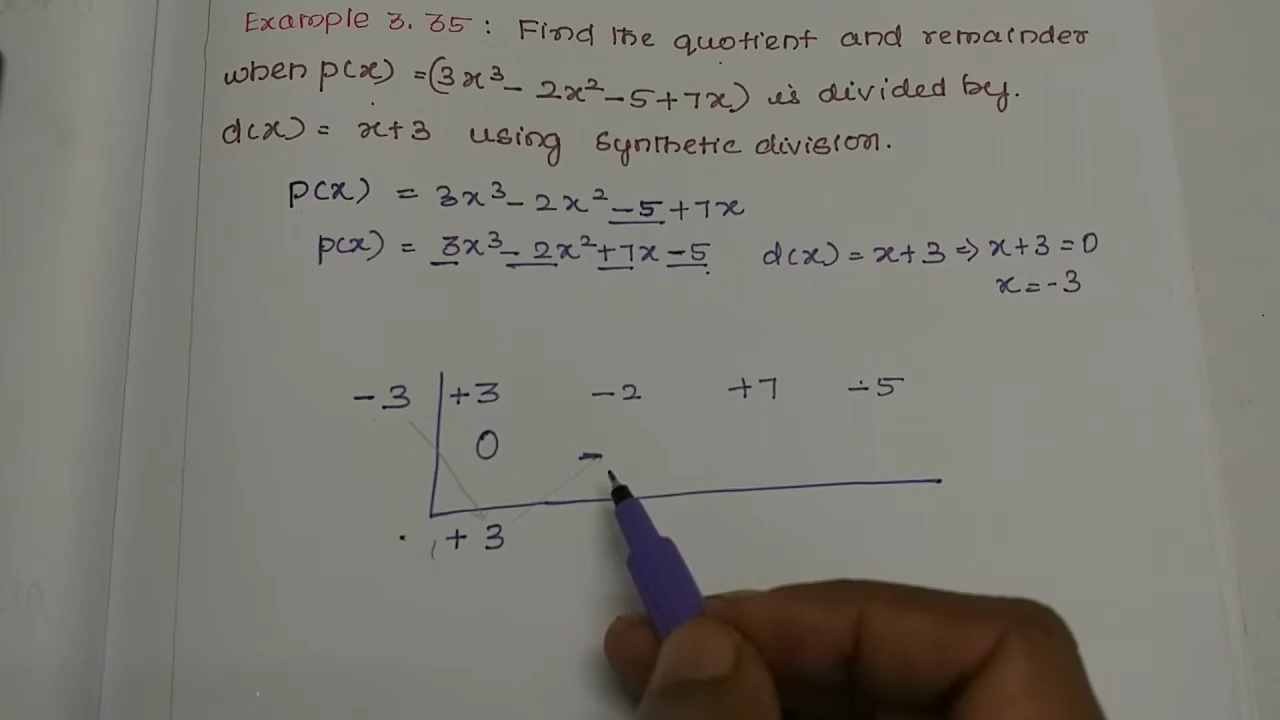 Example 3.35: Find the quotient and remainder
when p(x) = (3x³ - 2x² - 5 + 7x) is divided by.
d(x) = x+3 using synthetic division.
p(x) = 3x³ - 2x² - 5 + 7x
p(x) = 3x³ - 2x² + 7x - 5 d(x) = x+3 ⇒ x+3 = 0
x = -3
-3 +3 -2 +7 -5
0 -
+3